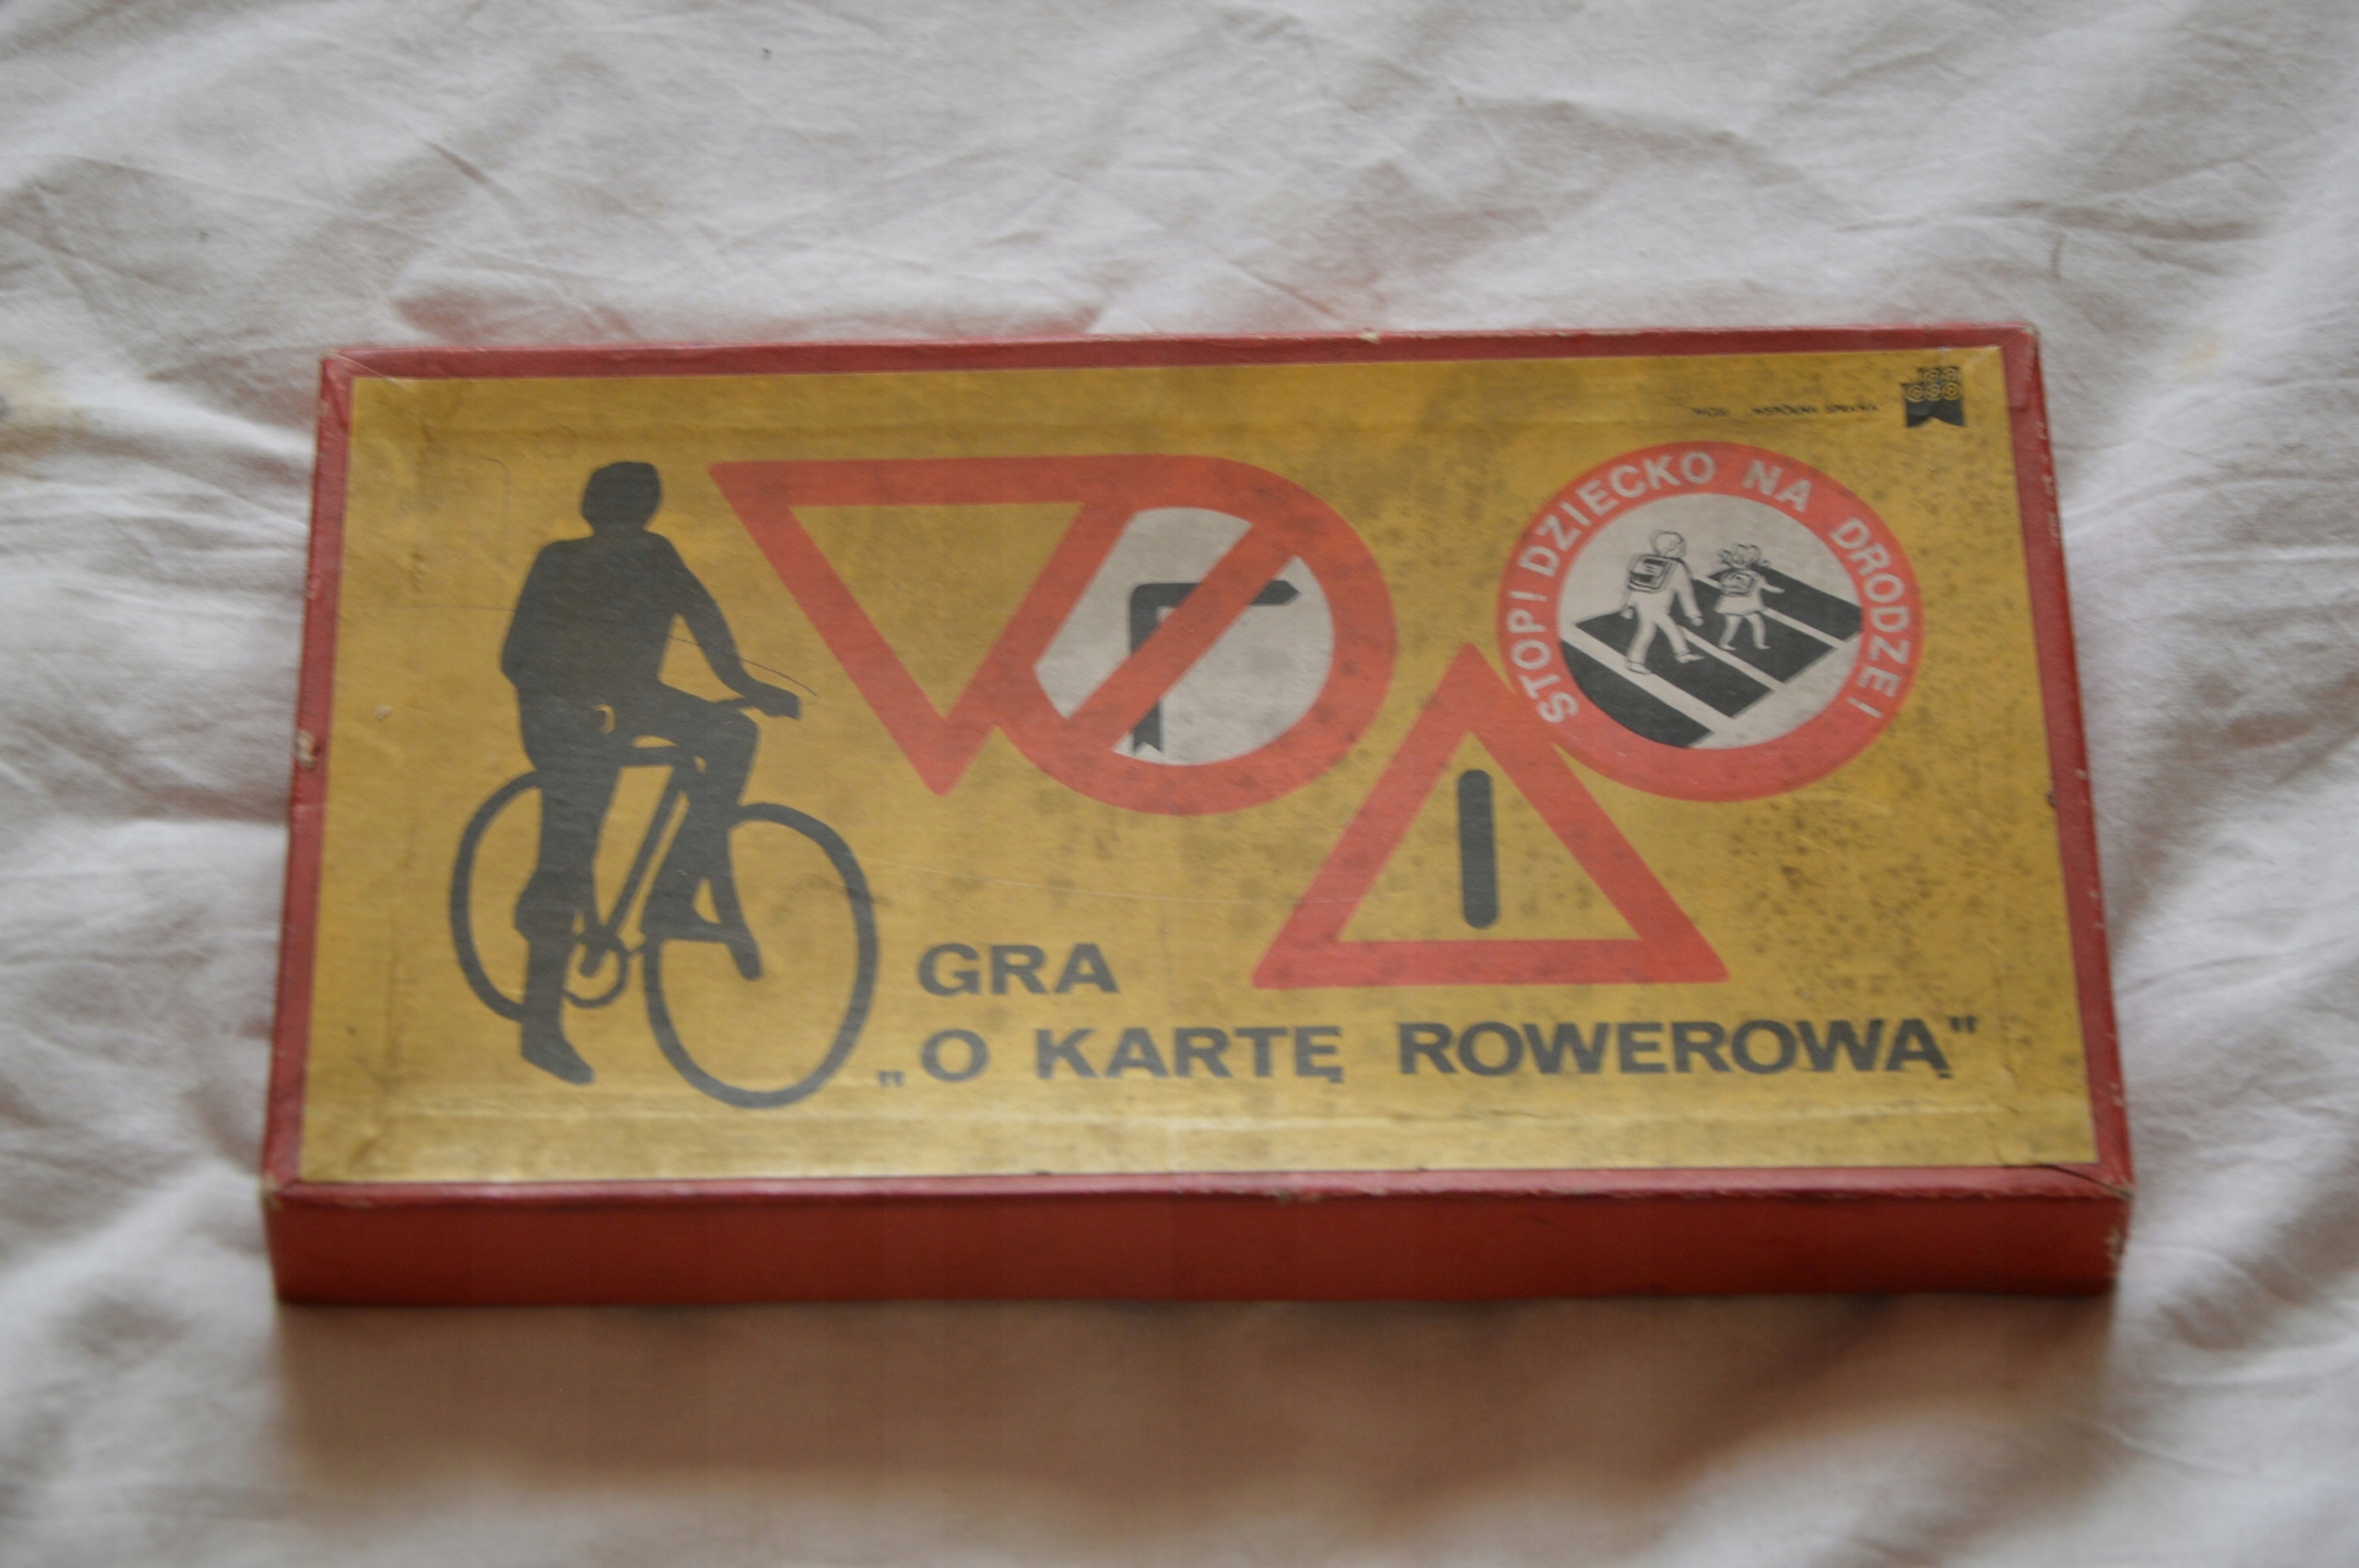 STOP! DZIECKO NA DRODZE!
GRA
„O KARTĘ ROWEROWĄ"